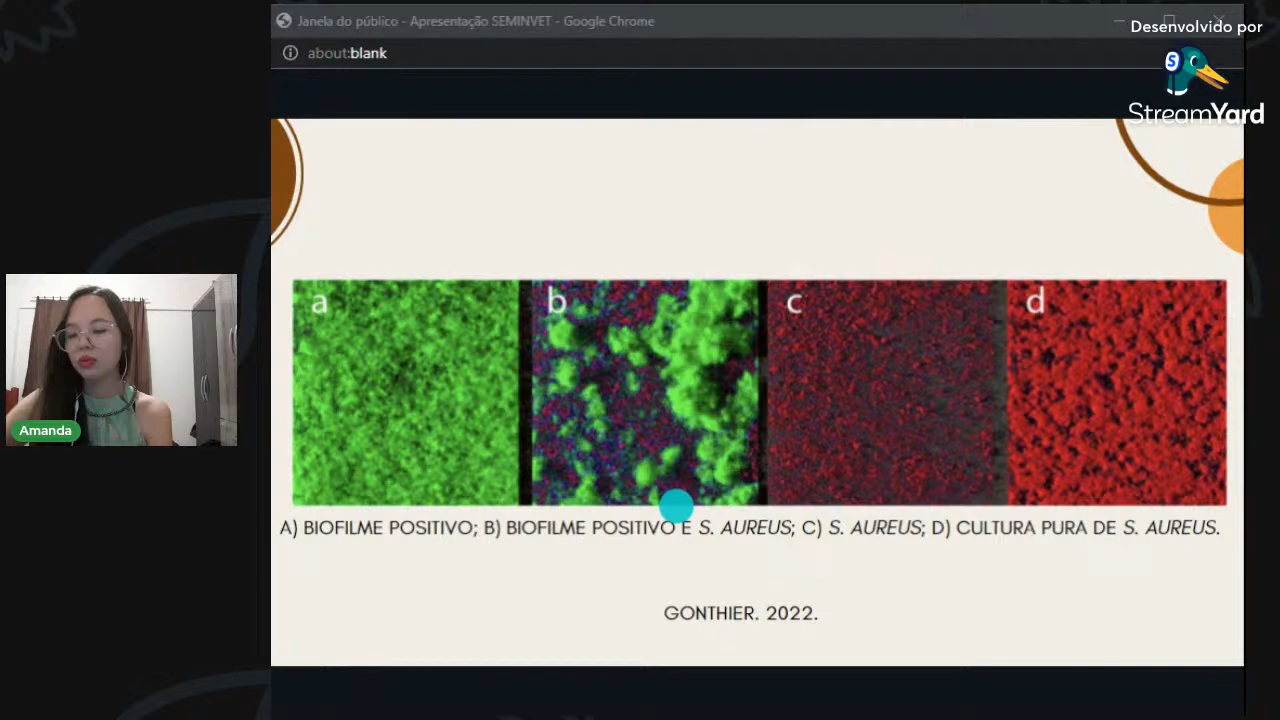 Janela do público - Apresentação SEMINVET - Google Chrome
Desenvolvido por
about:blank
S
StreamYard
a
b
c
d
Amanda
A) BIOFILME POSITIVO; B) BIOFILME POSITIVO E S. AUREUS; C) S. AUREUS; D) CULTURA PURA DE S. AUREUS.
GONTHIER. 2022.